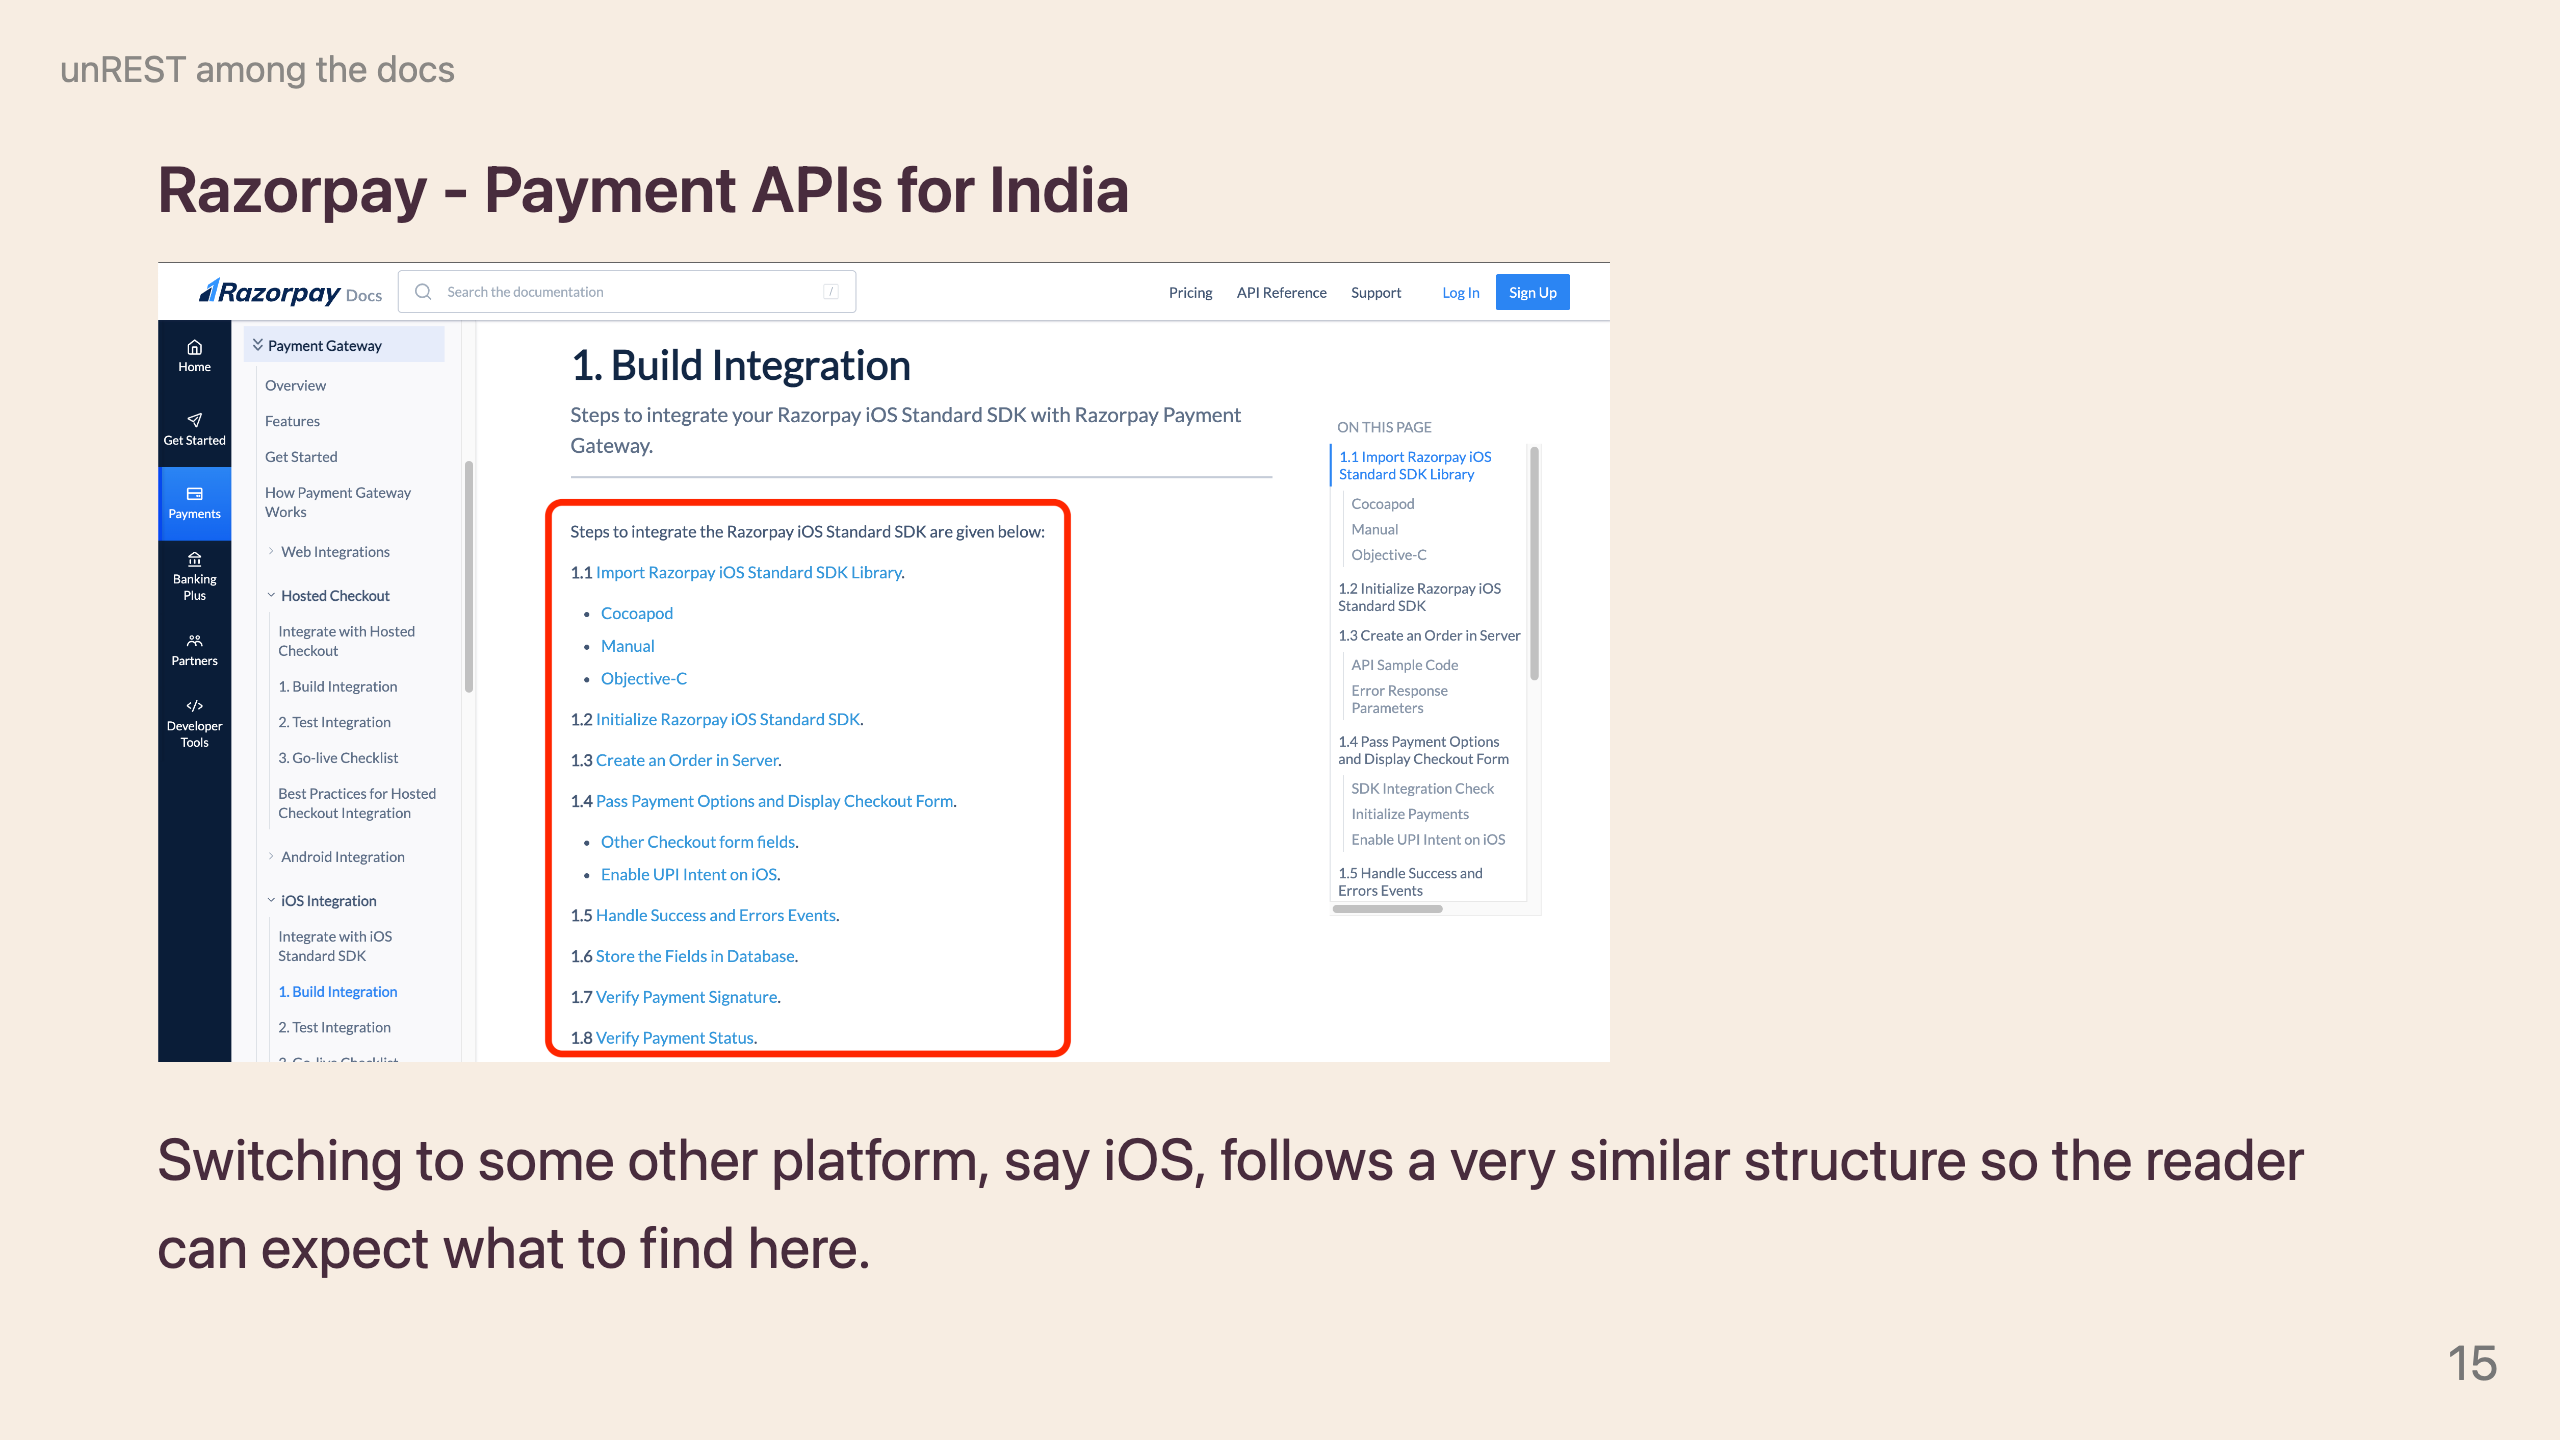 unREST among the docs
Razorpay - Payment APIs for India
Razorpay Docs
Search the documentation
/
Pricing
API Reference
Support
Log In
Sign Up
Home
Get Started
Payments
Banking
Plus
Partners
Developer
Tools
Payment Gateway
Overview
Features
Get Started
How Payment Gateway
Works
Web Integrations
Hosted Checkout
Integrate with Hosted
Checkout
1. Build Integration
2. Test Integration
3. Go-live Checklist
Best Practices for Hosted
Checkout Integration
Android Integration
iOS Integration
Integrate with iOS
Standard SDK
1. Build Integration
2. Test Integration
3. Go-live Checklist
1. Build Integration
Steps to integrate your Razorpay iOS Standard SDK with Razorpay Payment
Gateway.
Steps to integrate the Razorpay iOS Standard SDK are given below:
1.1 Import Razorpay iOS Standard SDK Library.
• Cocoapod
• Manual
• Objective-C
1.2 Initialize Razorpay iOS Standard SDK.
1.3 Create an Order in Server.
1.4 Pass Payment Options and Display Checkout Form.
• Other Checkout form fields.
• Enable UPI Intent on iOS.
1.5 Handle Success and Errors Events.
1.6 Store the Fields in Database.
1.7 Verify Payment Signature.
1.8 Verify Payment Status.
ON THIS PAGE
1.1 Import Razorpay iOS
Standard SDK Library
Cocoapod
Manual
Objective-C
1.2 Initialize Razorpay iOS
Standard SDK
1.3 Create an Order in Server
API Sample Code
Error Response
Parameters
1.4 Pass Payment Options
and Display Checkout Form
SDK Integration Check
Initialize Payments
Enable UPI Intent on iOS
1.5 Handle Success and
Errors Events
Switching to some other platform, say iOS, follows a very similar structure so the reader
can expect what to find here.
15